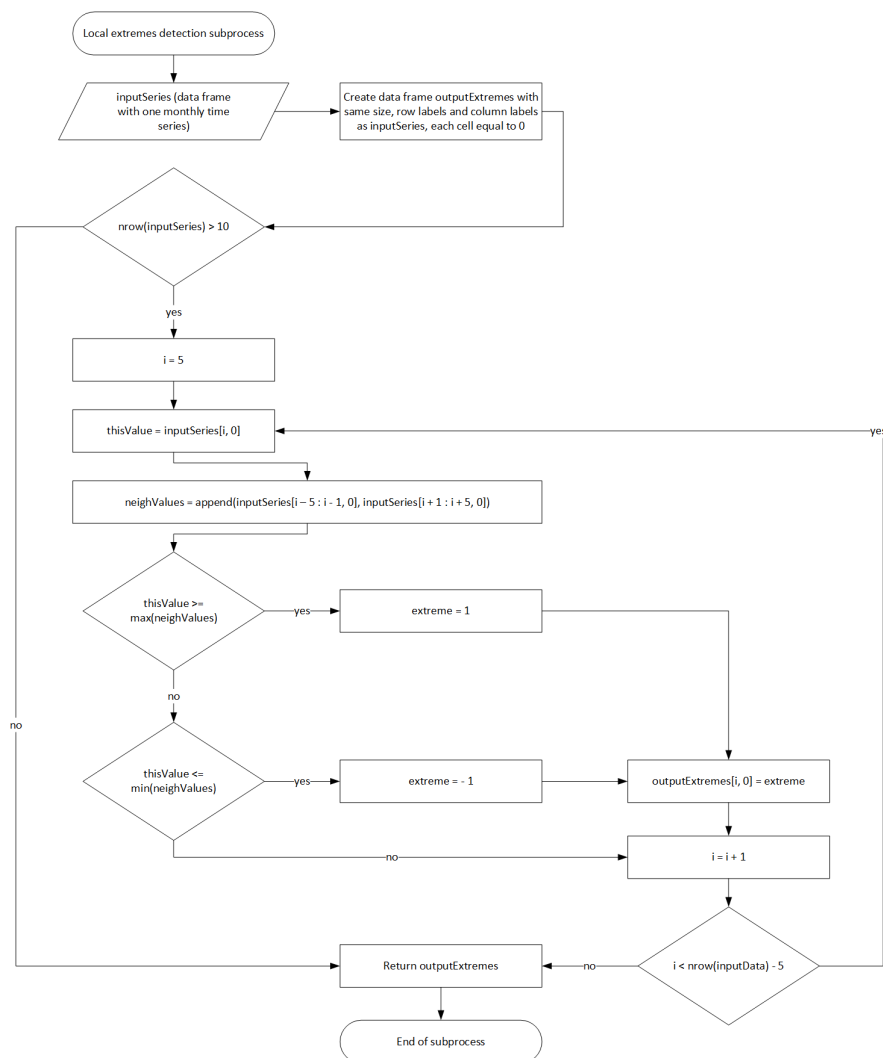 Local extremes detection subprocess
inputSeries (data frame
with one monthly time
series)
Create data frame outputExtremes with
same size, row labels and column labels
as inputSeries, each cell equal to 0
nrow(inputSeries) > 10
yes
i = 5
thisValue = inputSeries[i, 0]
yes
neighValues = append(inputSeries[i – 5 : i - 1, 0], inputSeries[i + 1 : i + 5, 0])
thisValue >=
max(neighValues)
yes
extreme = 1
no
no
thisValue <=
min(neighValues)
yes
extreme = - 1
outputExtremes[i, 0] = extreme
no
i = i + 1
Return outputExtremes
no
i < nrow(inputData) - 5
End of subprocess